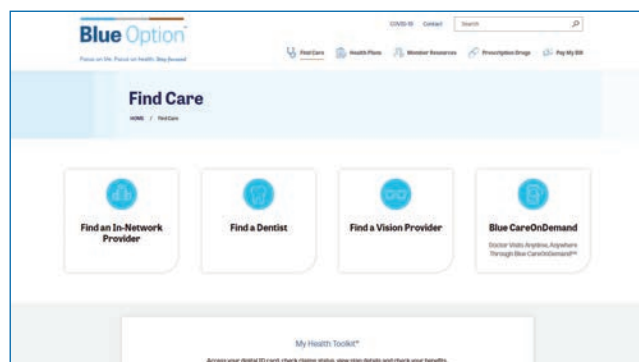 COVID-19 Contact Search
Blue Option™
Focus on life. Focus on health. Stay focused
Find Care Health Plans Member Resources Prescription Drugs Pay My Bill
Find Care
HOME / Find Care
Find an In-Network
Provider
Find a Dentist
Find a Vision Provider
Blue CareOnDemand
Doctor Visits Anytime, Anywhere
Through Blue CareOnDemand℠
My Health Toolkit®
Access your digital ID card, check claims status, view plan details and check your benefits.